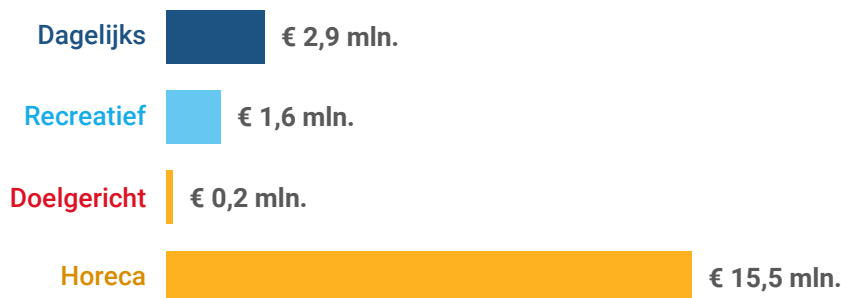 Dagelijks € 2,9 mln.
Recreatief € 1,6 mln.
Doelgericht € 0,2 mln.
Horeca € 15,5 mln.